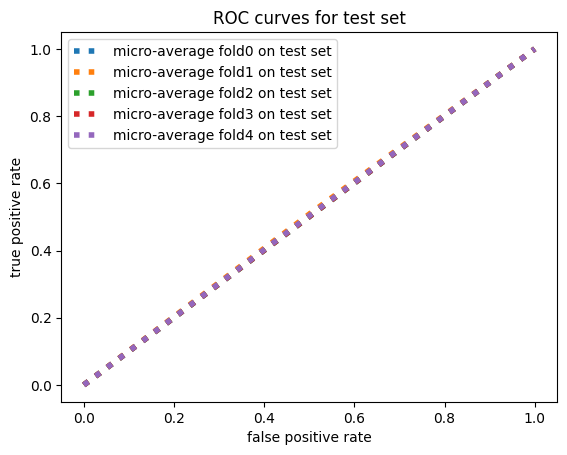 ROC curves for test set
micro-average fold0 on test set
micro-average fold1 on test set
micro-average fold2 on test set
micro-average fold3 on test set
micro-average fold4 on test set
true positive rate
1.0
0.8
0.6
0.4
0.2
0.0
0.0 0.2 0.4 0.6 0.8 1.0
false positive rate